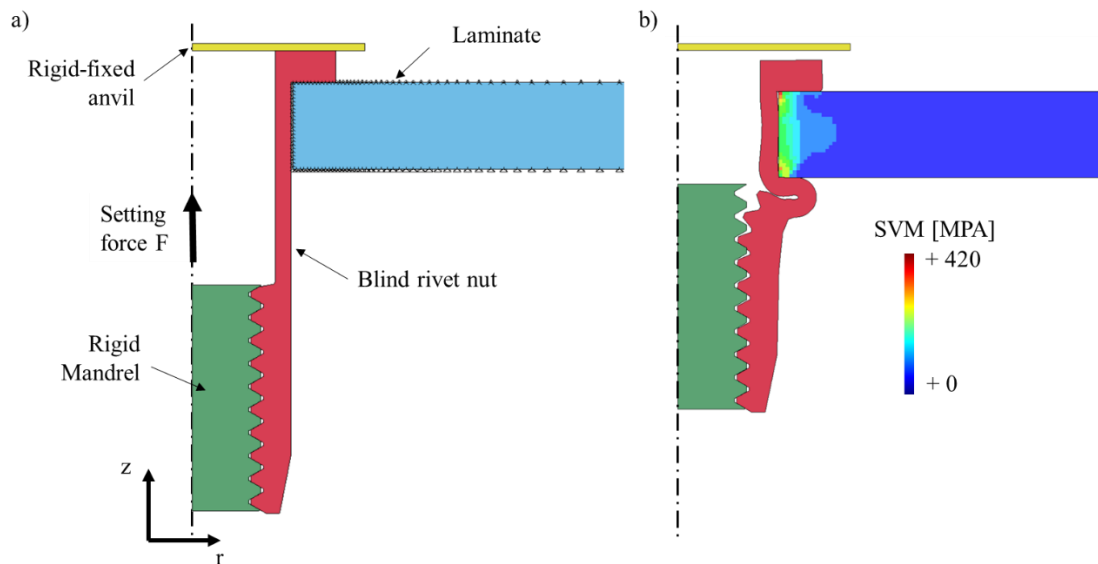 a)
Rigid-fixed
anvil
Laminate
Setting
force F
Blind rivet nut
Rigid
Mandrel
z
r
b)
SVM [MPA]
+ 420
+ 0